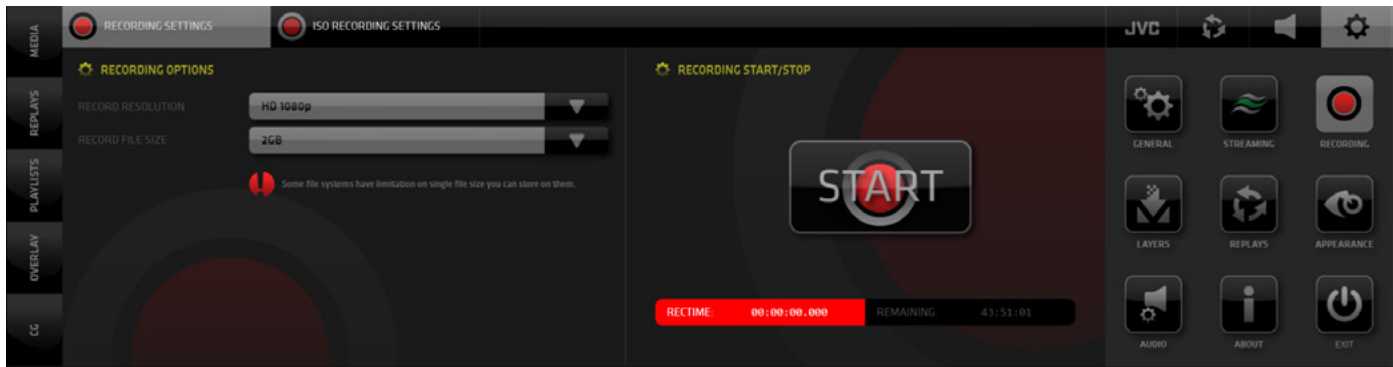 MEDIA
REPLAYS
PLAYLISTS
OVERLAY
CG
RECORDING SETTINGS
ISO RECORDING SETTINGS
JVC
RECORDING OPTIONS
RECORD RESOLUTION
HD 1080p
RECORD FILE SIZE
2GB
Some file systems have limitation on single file size you can store on them.
RECORDING START/STOP
START
RECTIME: 00:00:00.000 REMAINING: 43:51:01
GENERAL
STREAMING
RECORDING
LAYERS
REPLAYS
APPEARANCE
AUDIO
ABOUT
EXIT